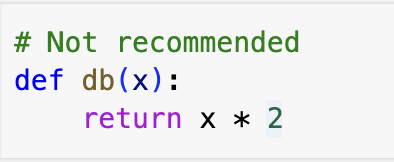 # Not recommended
def db(x):
    return x * 2